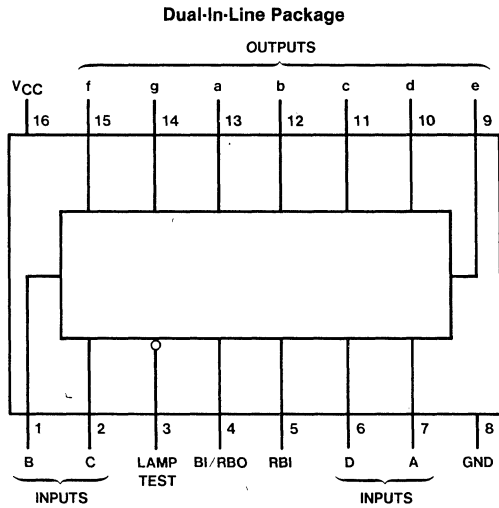 Dual-In-Line Package
OUTPUTS
VCC f g a b c d e
16 15 14 13 12 11 10 9
1 2 3 4 5 6 7 8
B C LAMP TEST BI/RBO RBI D A GND
INPUTS INPUTS